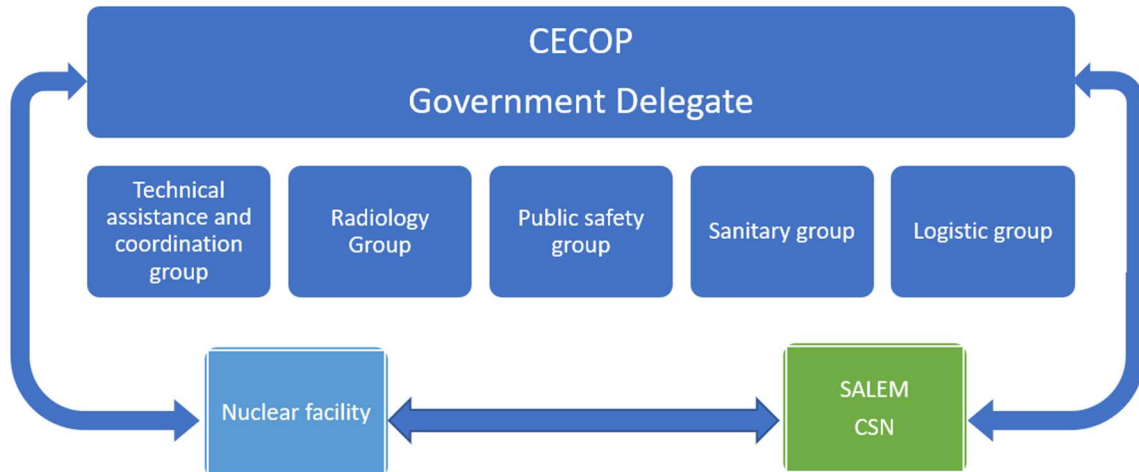 CECOP
Government Delegate
Technical
assistance and
coordination
group
Radiology
Group
Public safety
group
Sanitary group
Logistic group
Nuclear facility
SALEM
CSN